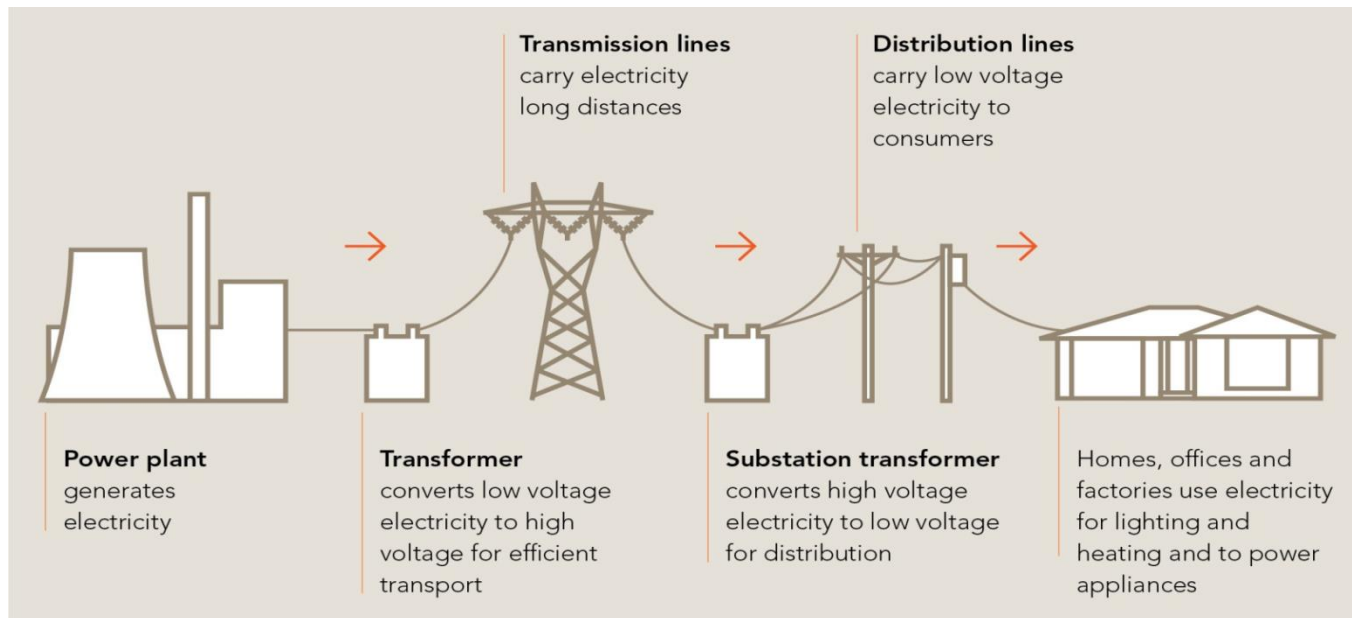 Transmission lines
carry electricity
long distances
Distribution lines
carry low voltage
electricity to
consumers
Power plant
generates
electricity
Transformer
converts low voltage
electricity to high
voltage for efficient
transport
Substation transformer
converts high voltage
electricity to low voltage
for distribution
Homes, offices and
factories use electricity
for lighting and
heating and to power
appliances